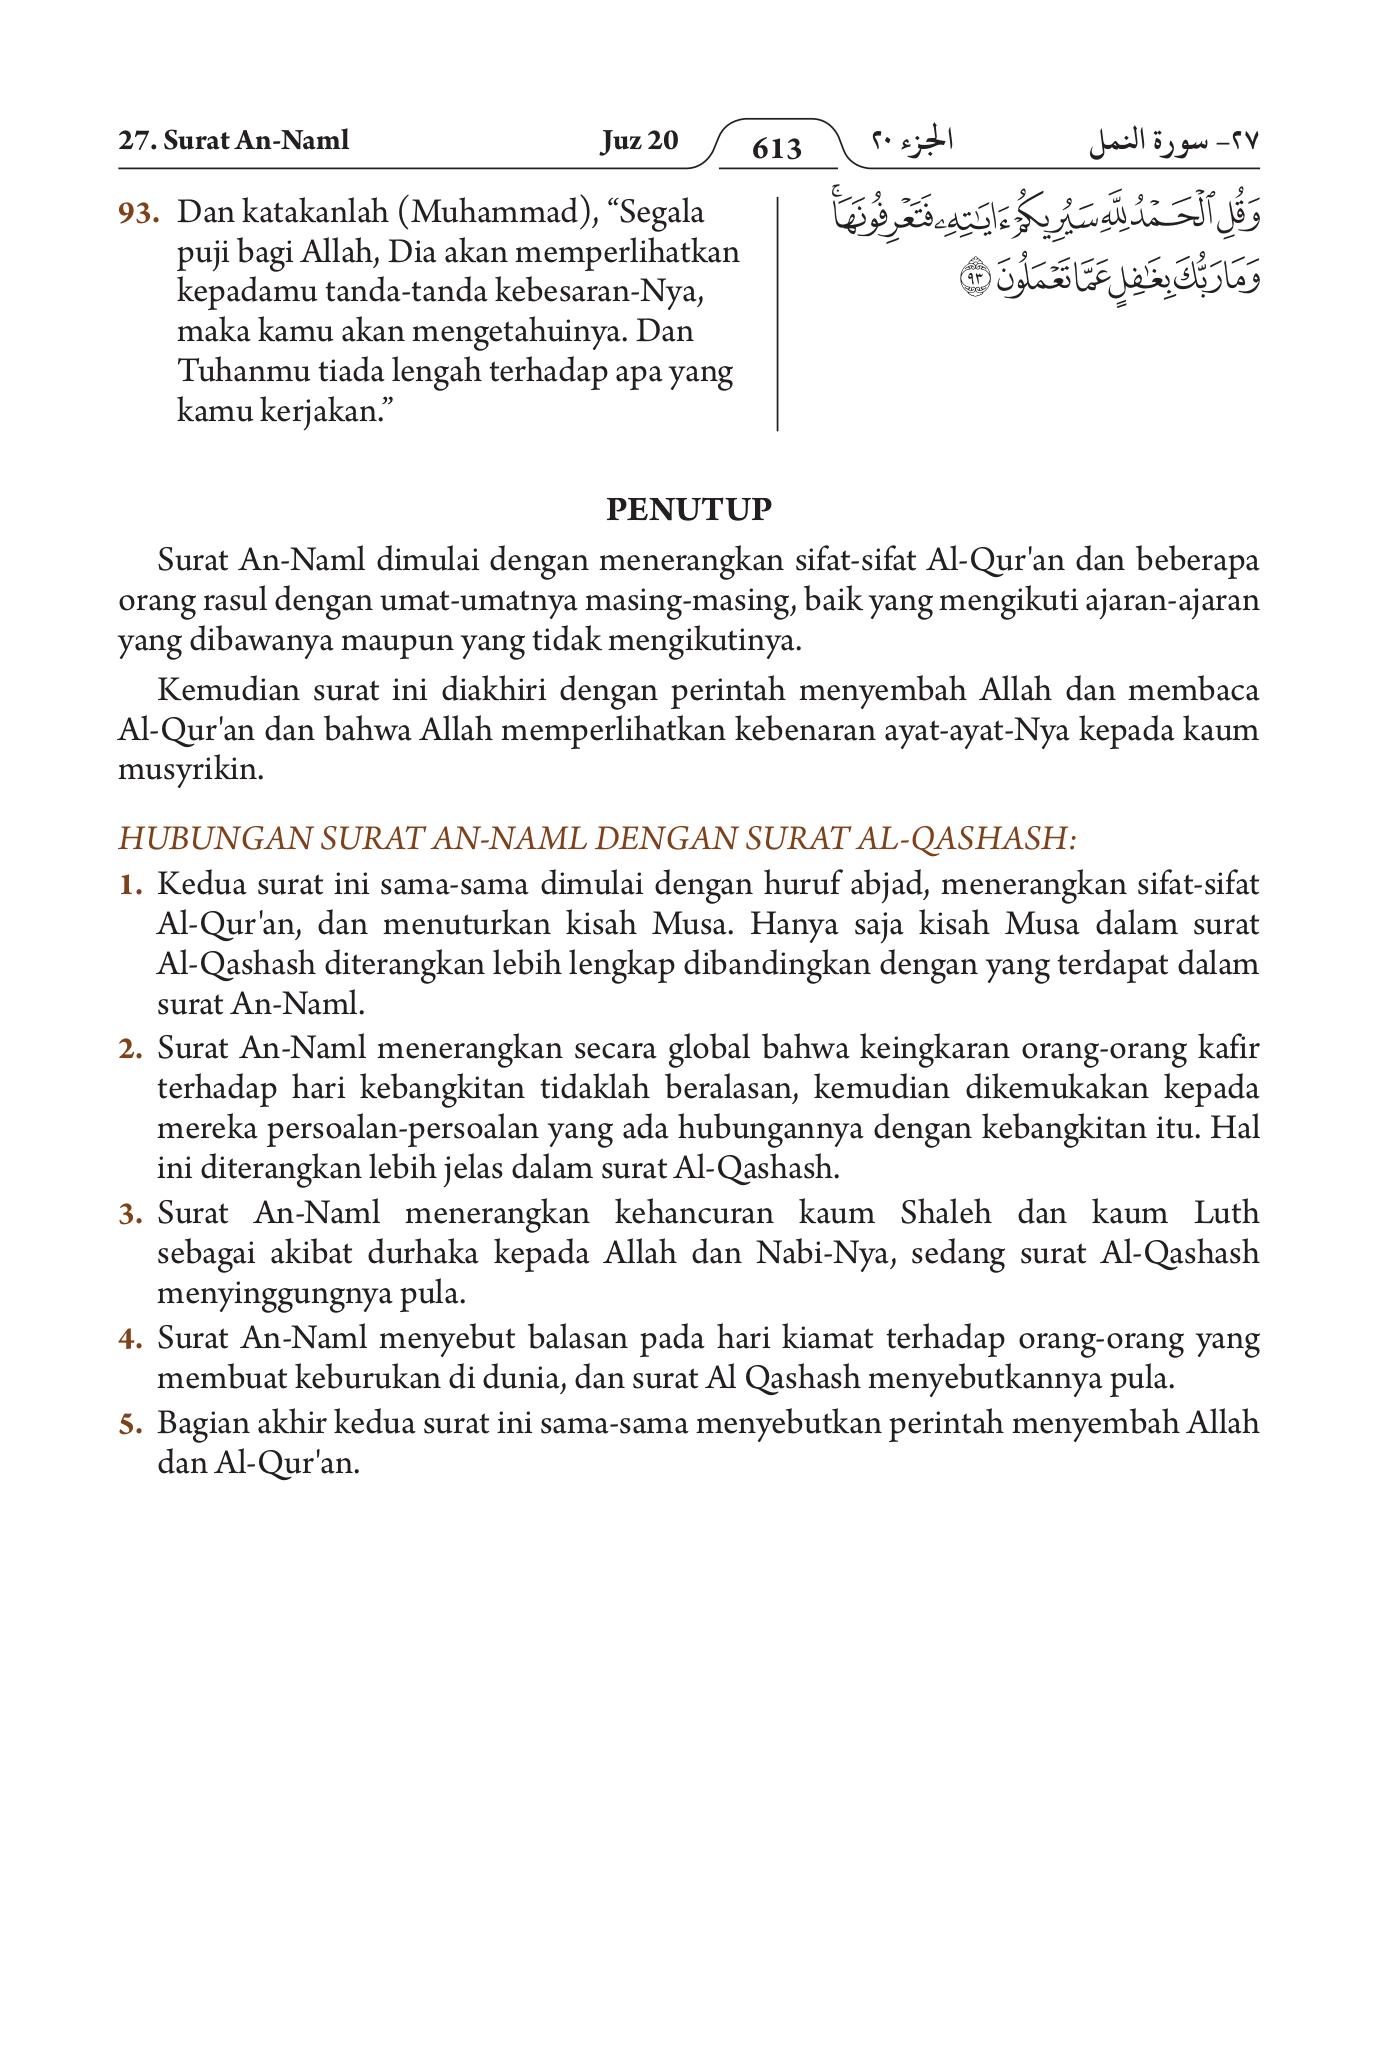 27. Surat An-Naml Juz 20 613 الجزء ٢٠ ٢٧- سورة النمل
93. Dan katakanlah (Muhammad), “Segala
puji bagi Allah, Dia akan memperlihatkan
kepadamu tanda-tanda kebesaran-Nya,
maka kamu akan mengetahuinya. Dan
Tuhanmu tiada lengah terhadap apa yang
kamu kerjakan.”
وَقُلِ ٱلْحَمْدُ لِلَّهِ سَيُرِيكُمْ ءَايَـٰتِهِۦ فَتَعْرِفُونَهَا ۚ
وَمَا رَبُّكَ بِغَـٰفِلٍ عَمَّا تَعْمَلُونَ ٩٣
PENUTUP
Surat An-Naml dimulai dengan menerangkan sifat-sifat Al-Qur'an dan beberapa
orang rasul dengan umat-umatnya masing-masing, baik yang mengikuti ajaran-ajaran
yang dibawanya maupun yang tidak mengikutinya.
Kemudian surat ini diakhiri dengan perintah menyembah Allah dan membaca
Al-Qur'an dan bahwa Allah memperlihatkan kebenaran ayat-ayat-Nya kepada kaum
musyrikin.
HUBUNGAN SURAT AN-NAML DENGAN SURAT AL-QASHASH:
1. Kedua surat ini sama-sama dimulai dengan huruf abjad, menerangkan sifat-sifat
Al-Qur'an, dan menuturkan kisah Musa. Hanya saja kisah Musa dalam surat
Al-Qashash diterangkan lebih lengkap dibandingkan dengan yang terdapat dalam
surat An-Naml.
2. Surat An-Naml menerangkan secara global bahwa keingkaran orang-orang kafir
terhadap hari kebangkitan tidaklah beralasan, kemudian dikemukakan kepada
mereka persoalan-persoalan yang ada hubungannya dengan kebangkitan itu. Hal
ini diterangkan lebih jelas dalam surat Al-Qashash.
3. Surat An-Naml menerangkan kehancuran kaum Shaleh dan kaum Luth
sebagai akibat durhaka kepada Allah dan Nabi-Nya, sedang surat Al-Qashash
menyinggungnya pula.
4. Surat An-Naml menyebut balasan pada hari kiamat terhadap orang-orang yang
membuat keburukan di dunia, dan surat Al Qashash menyebutkannya pula.
5. Bagian akhir kedua surat ini sama-sama menyebutkan perintah menyembah Allah
dan Al-Qur'an.